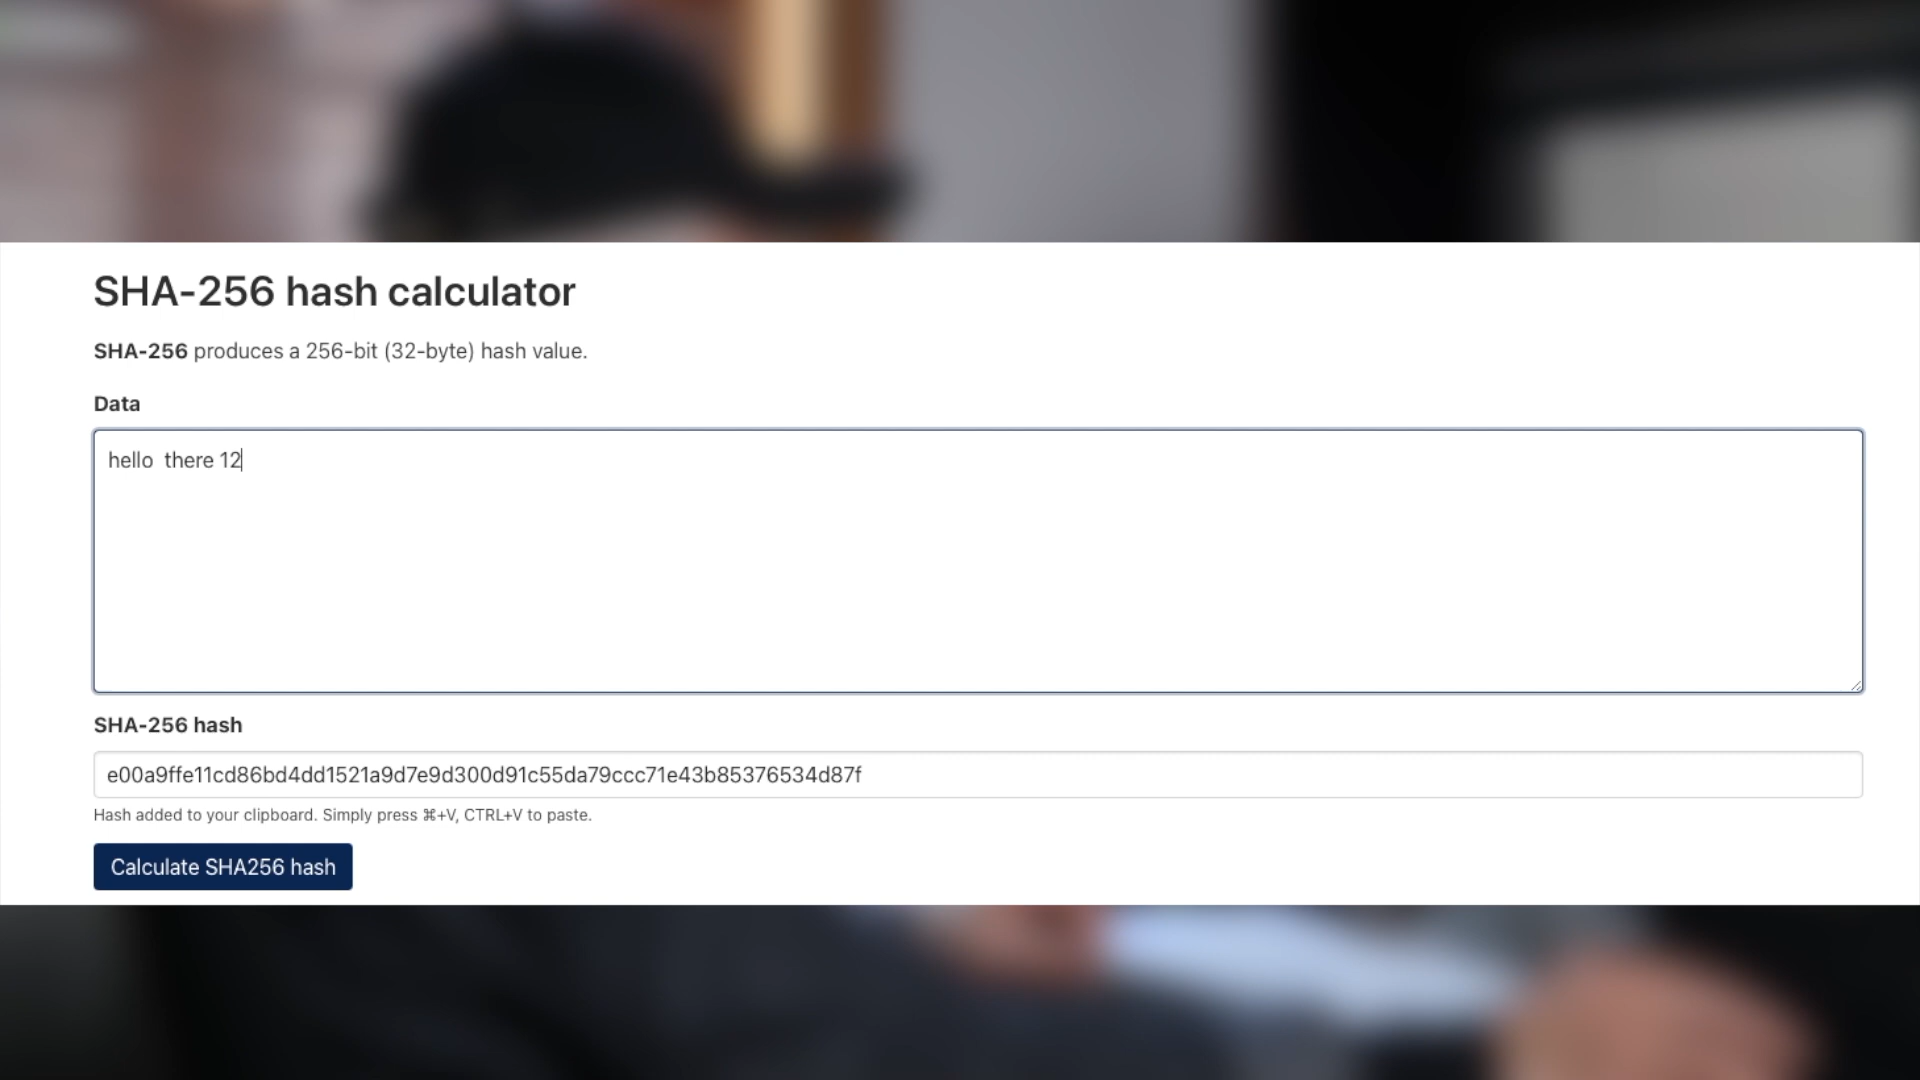 SHA-256 hash calculator
SHA-256 produces a 256-bit (32-byte) hash value.
Data
hello  there 12
SHA-256 hash
e00a9ffe11cd86bd4dd1521a9d7e9d300d91c55da79ccc71e43b85376534d87f
Hash added to your clipboard. Simply press ⌘+V, CTRL+V to paste.
Calculate SHA256 hash